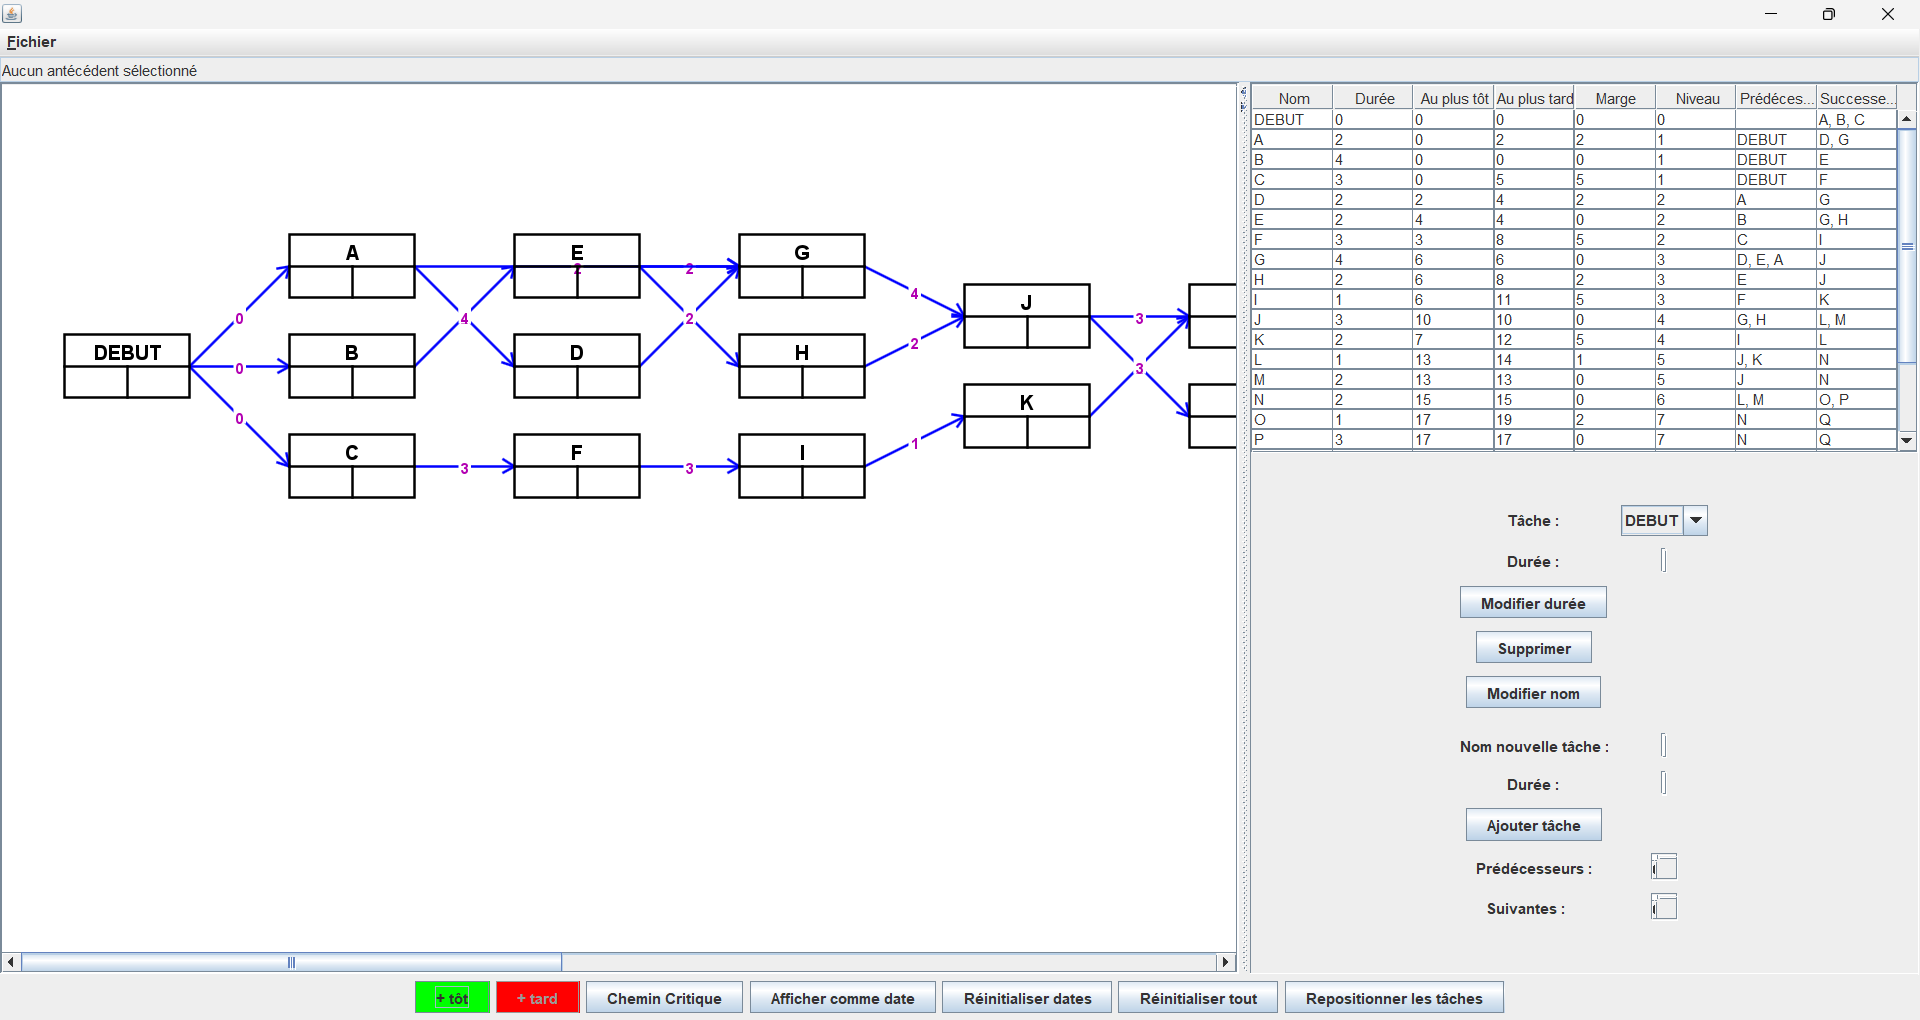 Fichier
Aucun antécédent sélectionné
A
E
G
2
2
0
4
2
4
J
3
DEBUT
B
D
H
2
0
3
0
K
C
F
I
1
3
3
Nom Durée Au plus tôt Au plus tard Marge Niveau Prédéces... Successe...
DEBUT 0 0 0 0 0 A, B, C
A 2 0 2 2 1 DEBUT D, G
B 4 0 0 0 1 DEBUT E
C 3 0 5 5 1 DEBUT F
D 2 2 4 2 2 A G
E 2 4 4 0 2 B G, H
F 3 3 8 5 2 C I
G 4 6 6 0 3 D, E, A J
H 2 6 8 2 3 E J
I 1 6 11 5 3 F K
J 3 10 10 0 4 G, H L, M
K 2 7 12 5 4 I L
L 1 13 14 1 5 J, K N
M 2 13 13 0 5 J N
N 2 15 15 0 6 L, M O, P
O 1 17 19 2 7 N Q
P 3 17 17 0 7 N Q
Tâche : DEBUT
Durée :
Modifier durée
Supprimer
Modifier nom
Nom nouvelle tâche :
Durée :
Ajouter tâche
Prédécesseurs :
Suivantes :
+ tôt + tard Chemin Critique Afficher comme date Réinitialiser dates Réinitialiser tout Repositionner les tâches